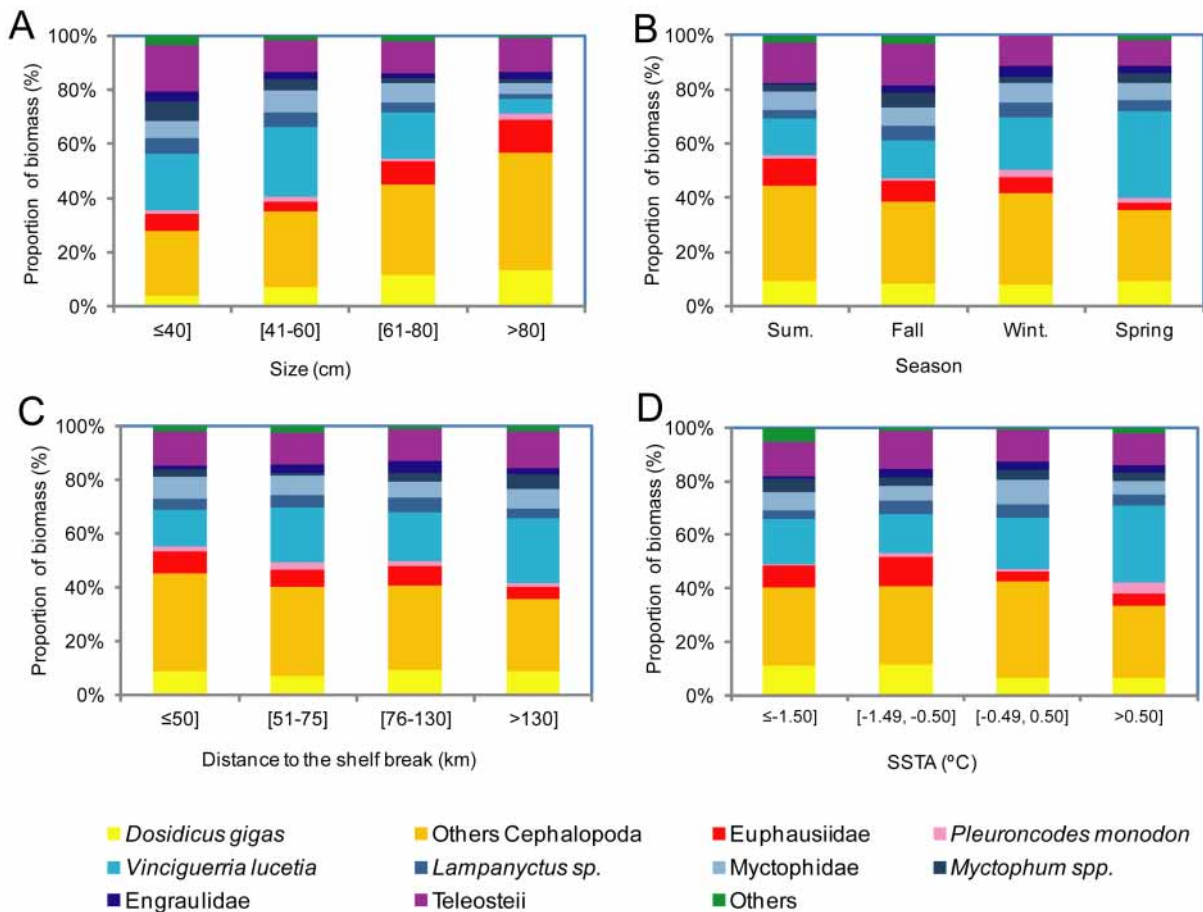 A
Proportion of biomass (%)
100%
80%
60%
40%
20%
0%
≤40] [41-60] [61-80] >80]
Size (cm)
B
Proportion of biomass (%)
100%
80%
60%
40%
20%
0%
Sum. Fall Wint. Spring
Season
C
Proportion of biomass (%)
100%
80%
60%
40%
20%
0%
≤50] [51-75] [76-130] >130]
Distance to the shelf break (km)
D
Proportion of biomass (%)
100%
80%
60%
40%
20%
0%
≤-1.50] [-1.49, -0.50] [-0.49, 0.50] >0.50]
SSTA (ºC)
Dosidicus gigas Others Cephalopoda Euphausiidae Pleuroncodes monodon
Vinciguerria lucetia Lampanyctus sp. Myctophidae Myctophum spp.
Engraulidae Teleosteii Others